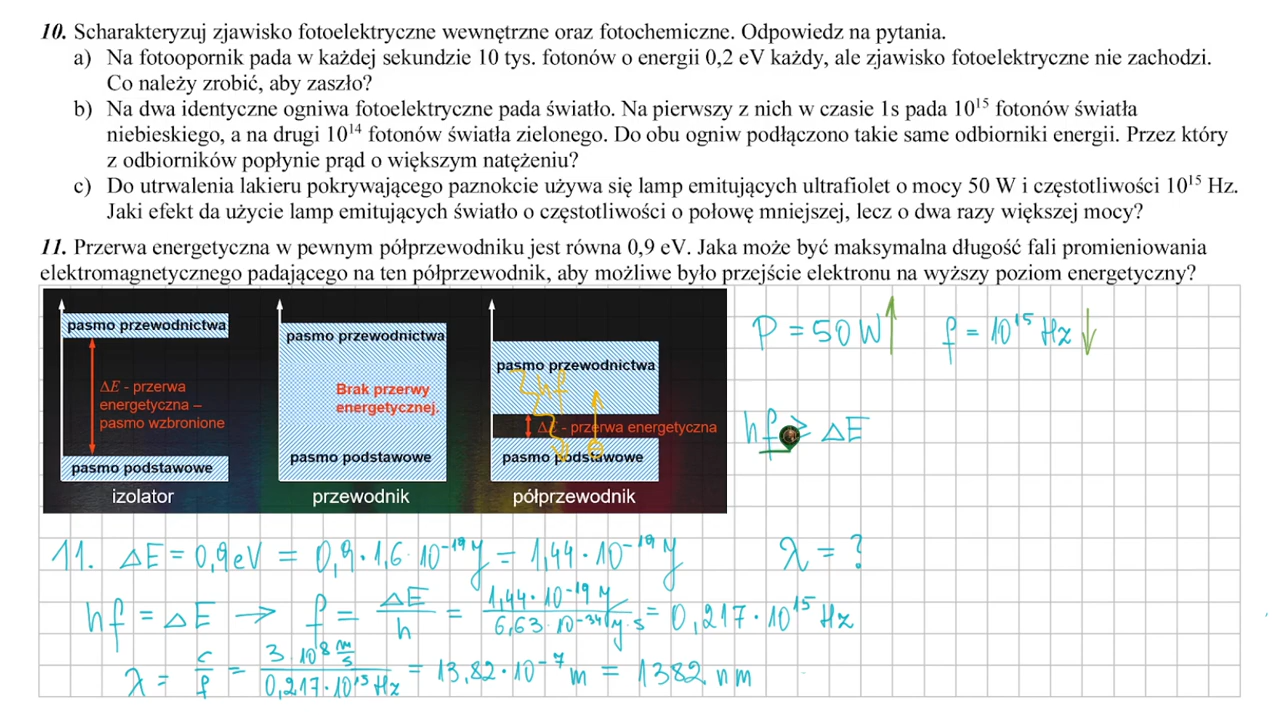 10. Scharakteryzuj zjawisko fotoelektryczne wewnętrzne oraz fotochemiczne. Odpowiedz na pytania.
a) Na fotoopornik pada w każdej sekundzie 10 tys. fotonów o energii 0,2 eV każdy, ale zjawisko fotoelektryczne nie zachodzi.
Co należy zrobić, aby zaszło?
b) Na dwa identyczne ogniwa fotoelektryczne pada światło. Na pierwszy z nich w czasie 1s pada 10¹⁵ fotonów światła
niebieskiego, a na drugi 10¹⁴ fotonów światła zielonego. Do obu ogniw podłączono takie same odbiorniki energii. Przez który
z odbiorników popłynie prąd o większym natężeniu?
c) Do utrwalenia lakieru pokrywającego paznokcie używa się lamp emitujących ultrafiolet o mocy 50 W i częstotliwości 10¹⁵ Hz.
Jaki efekt da użycie lamp emitujących światło o częstotliwości o połowę mniejszej, lecz o dwa razy większej mocy?
11. Przerwa energetyczna w pewnym półprzewodniku jest równa 0,9 eV. Jaka może być maksymalna długość fali promieniowania
elektromagnetycznego padającego na ten półprzewodnik, aby możliwe było przejście elektronu na wyższy poziom energetyczny?
pasmo przewodnictwa
ΔE - przerwa
energetyczna –
pasmo wzbronione
pasmo podstawowe
izolator
pasmo przewodnictwa
Brak przerwy
energetycznej.
pasmo podstawowe
przewodnik
pasmo przewodnictwa
hf
ΔE - przerwa energetyczna
pasmo podstawowe
półprzewodnik
P = 50 W ↑ f = 10¹⁵ Hz ↓
hf ≥ ΔE
11. ΔE = 0,9 eV = 0,9 · 1,6 · 10⁻¹⁹ J = 1,44 · 10⁻¹⁹ J λ = ?
hf = ΔE → f = ΔE/h = 1,44 · 10⁻¹⁹ J / 6,63 · 10⁻³⁴ J · s = 0,217 · 10¹⁵ Hz
λ = c/f = 3 · 10⁸ m/s / 0,217 · 10¹⁵ Hz = 13,82 · 10⁻⁷ m = 1382 nm